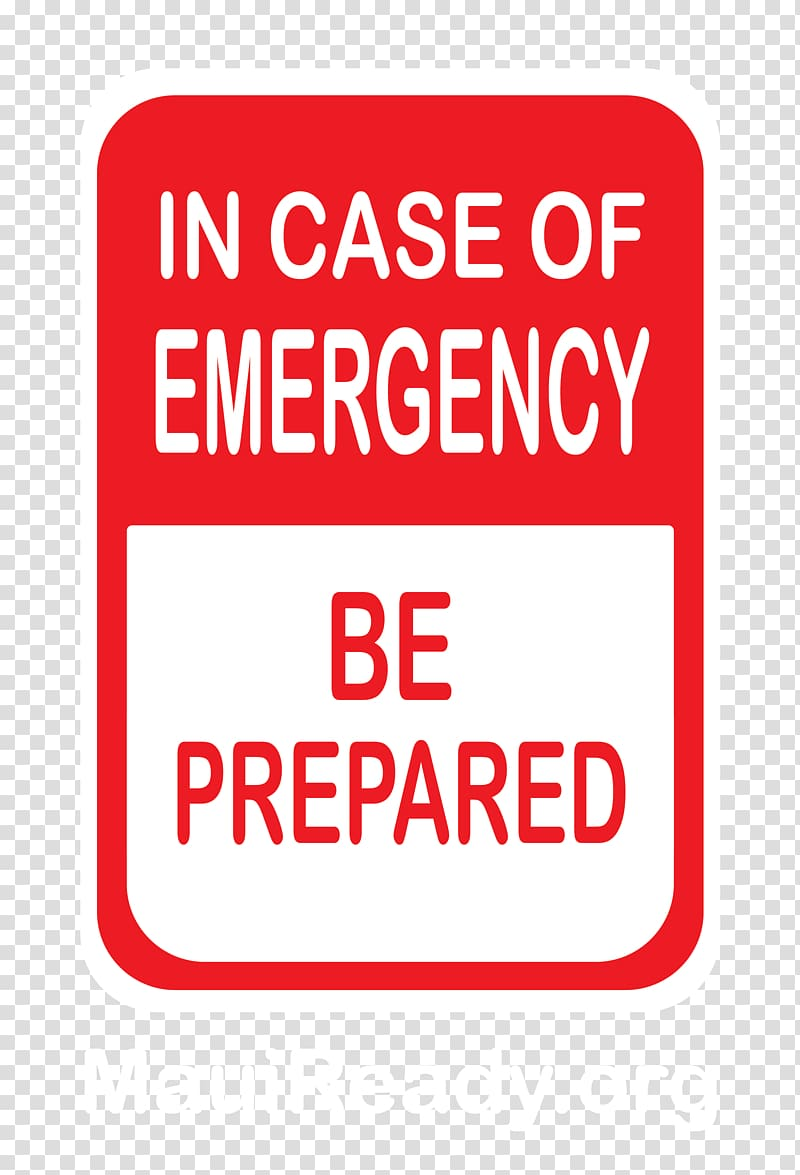 IN CASE OF
EMERGENCY
BE
PREPARED
MauiReady.org